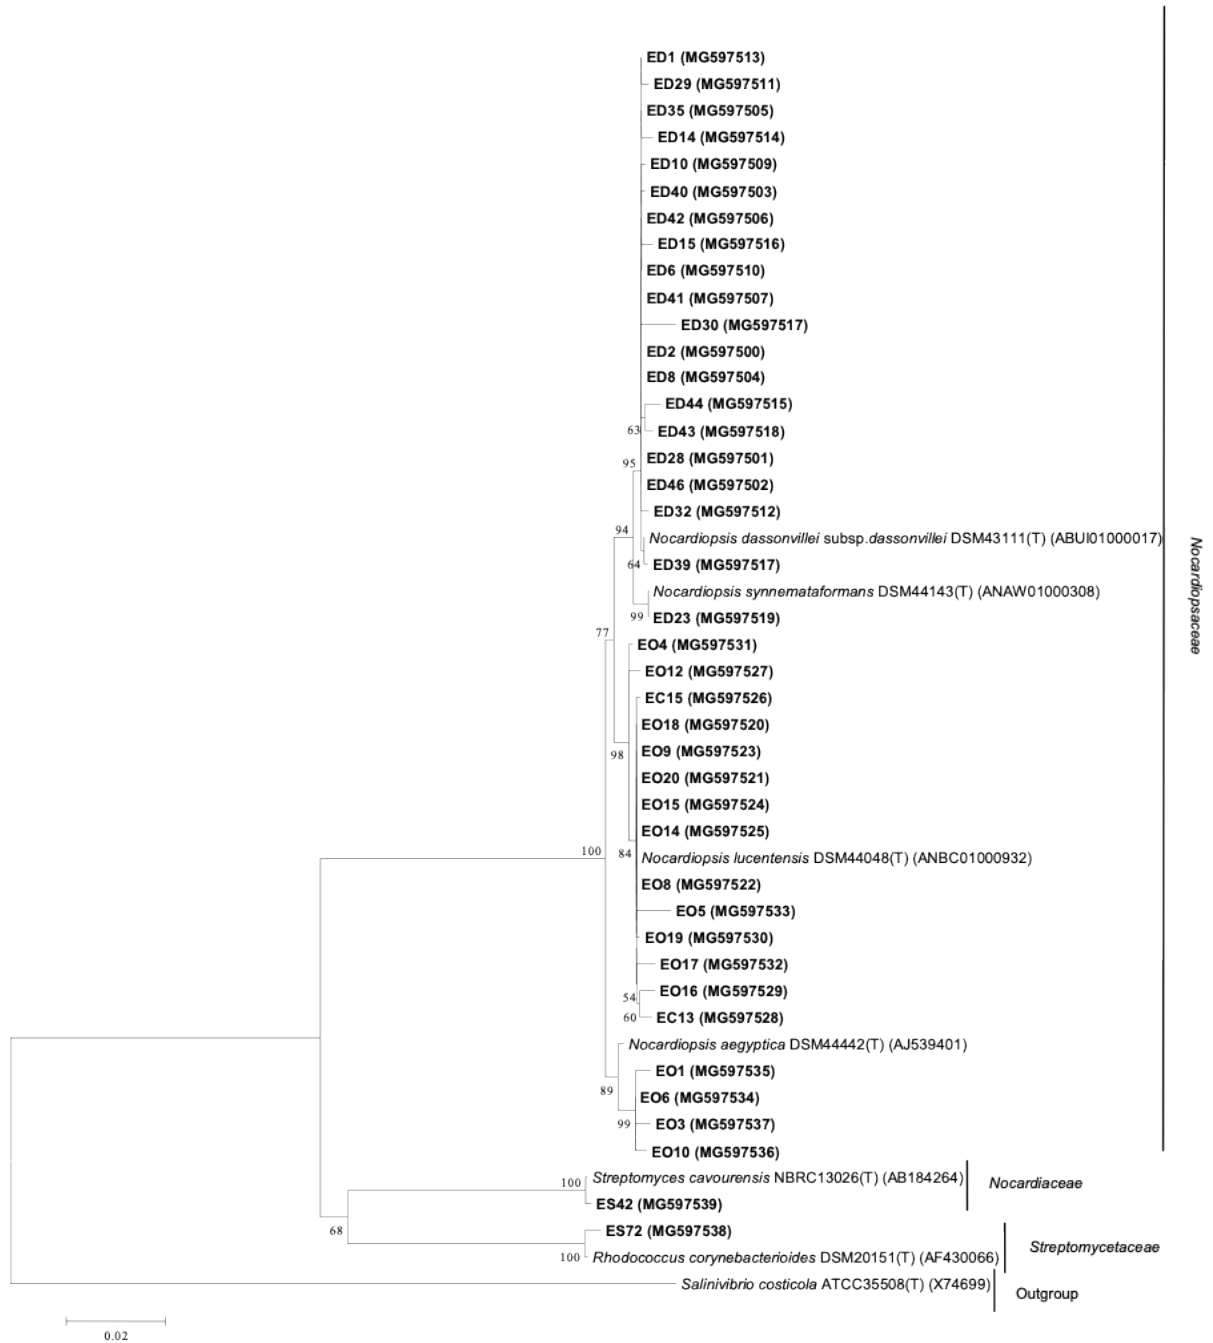 ED1 (MG597513)
ED29 (MG597511)
ED35 (MG597505)
ED14 (MG597514)
ED10 (MG597509)
ED40 (MG597503)
ED42 (MG597506)
ED15 (MG597516)
ED6 (MG597510)
ED41 (MG597507)
ED30 (MG597517)
ED2 (MG597500)
ED8 (MG597504)
ED44 (MG597515)
63
ED43 (MG597518)
95
ED28 (MG597501)
ED46 (MG597502)
ED32 (MG597512)
94
Nocardiopsis dassonvillei subsp.dassonvillei DSM43111(T) (ABUI01000017)
64
ED39 (MG597517)
Nocardiopsis synnemataformans DSM44143(T) (ANAW01000308)
99
ED23 (MG597519)
77
EO4 (MG597531)
EO12 (MG597527)
EC15 (MG597526)
EO18 (MG597520)
98
EO9 (MG597523)
EO20 (MG597521)
EO15 (MG597524)
EO14 (MG597525)
100
84
Nocardiopsis lucentensis DSM44048(T) (ANBC01000932)
EO8 (MG597522)
EO5 (MG597533)
EO19 (MG597530)
EO17 (MG597532)
54
EO16 (MG597529)
60
EC13 (MG597528)
Nocardiopsis aegyptica DSM44442(T) (AJ539401)
EO1 (MG597535)
89
EO6 (MG597534)
99
EO3 (MG597537)
EO10 (MG597536)
Nocardiopsaceae
100
Streptomyces cavourensis NBRC13026(T) (AB184264)
Nocardiaceae
ES42 (MG597539)
68
ES72 (MG597538)
Streptomycetaceae
100
Rhodococcus corynebacterioides DSM20151(T) (AF430066)
Salinivibrio costicola ATCC35508(T) (X74699)
Outgroup
0.02